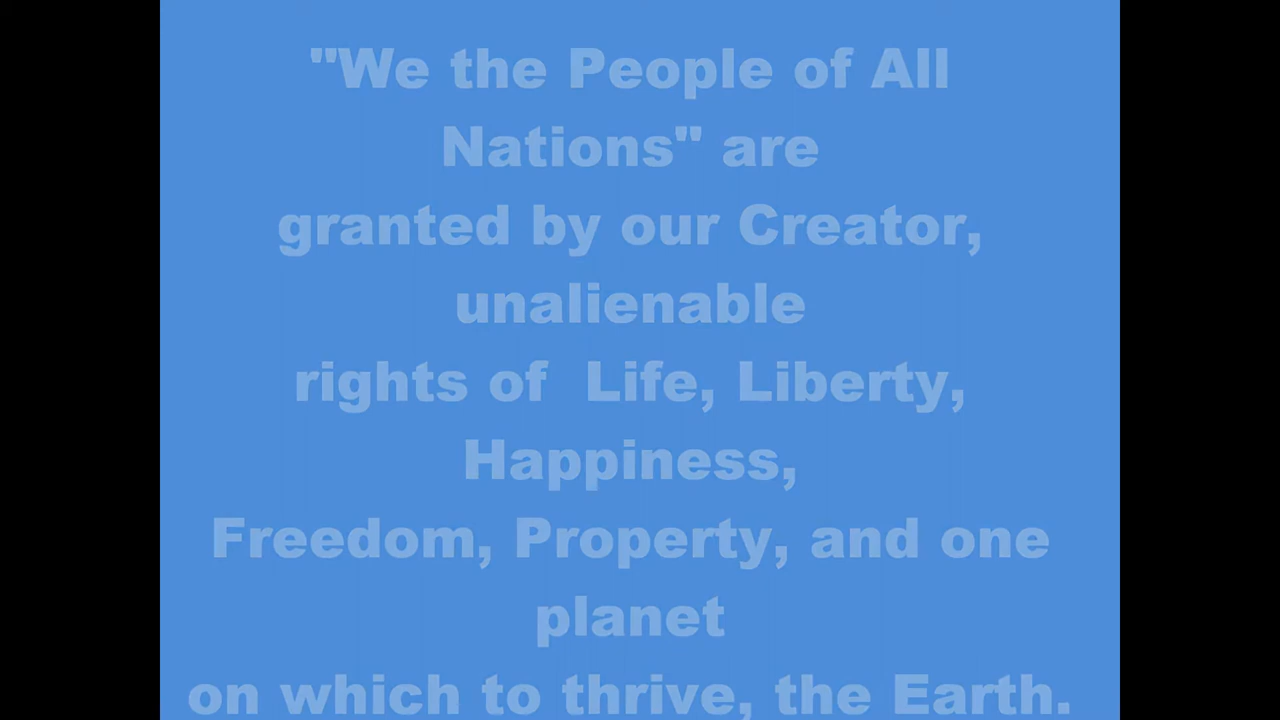 "We the People of All
Nations" are
granted by our Creator,
unalienable
rights of  Life, Liberty,
Happiness,
Freedom, Property, and one
planet
on which to thrive, the Earth.